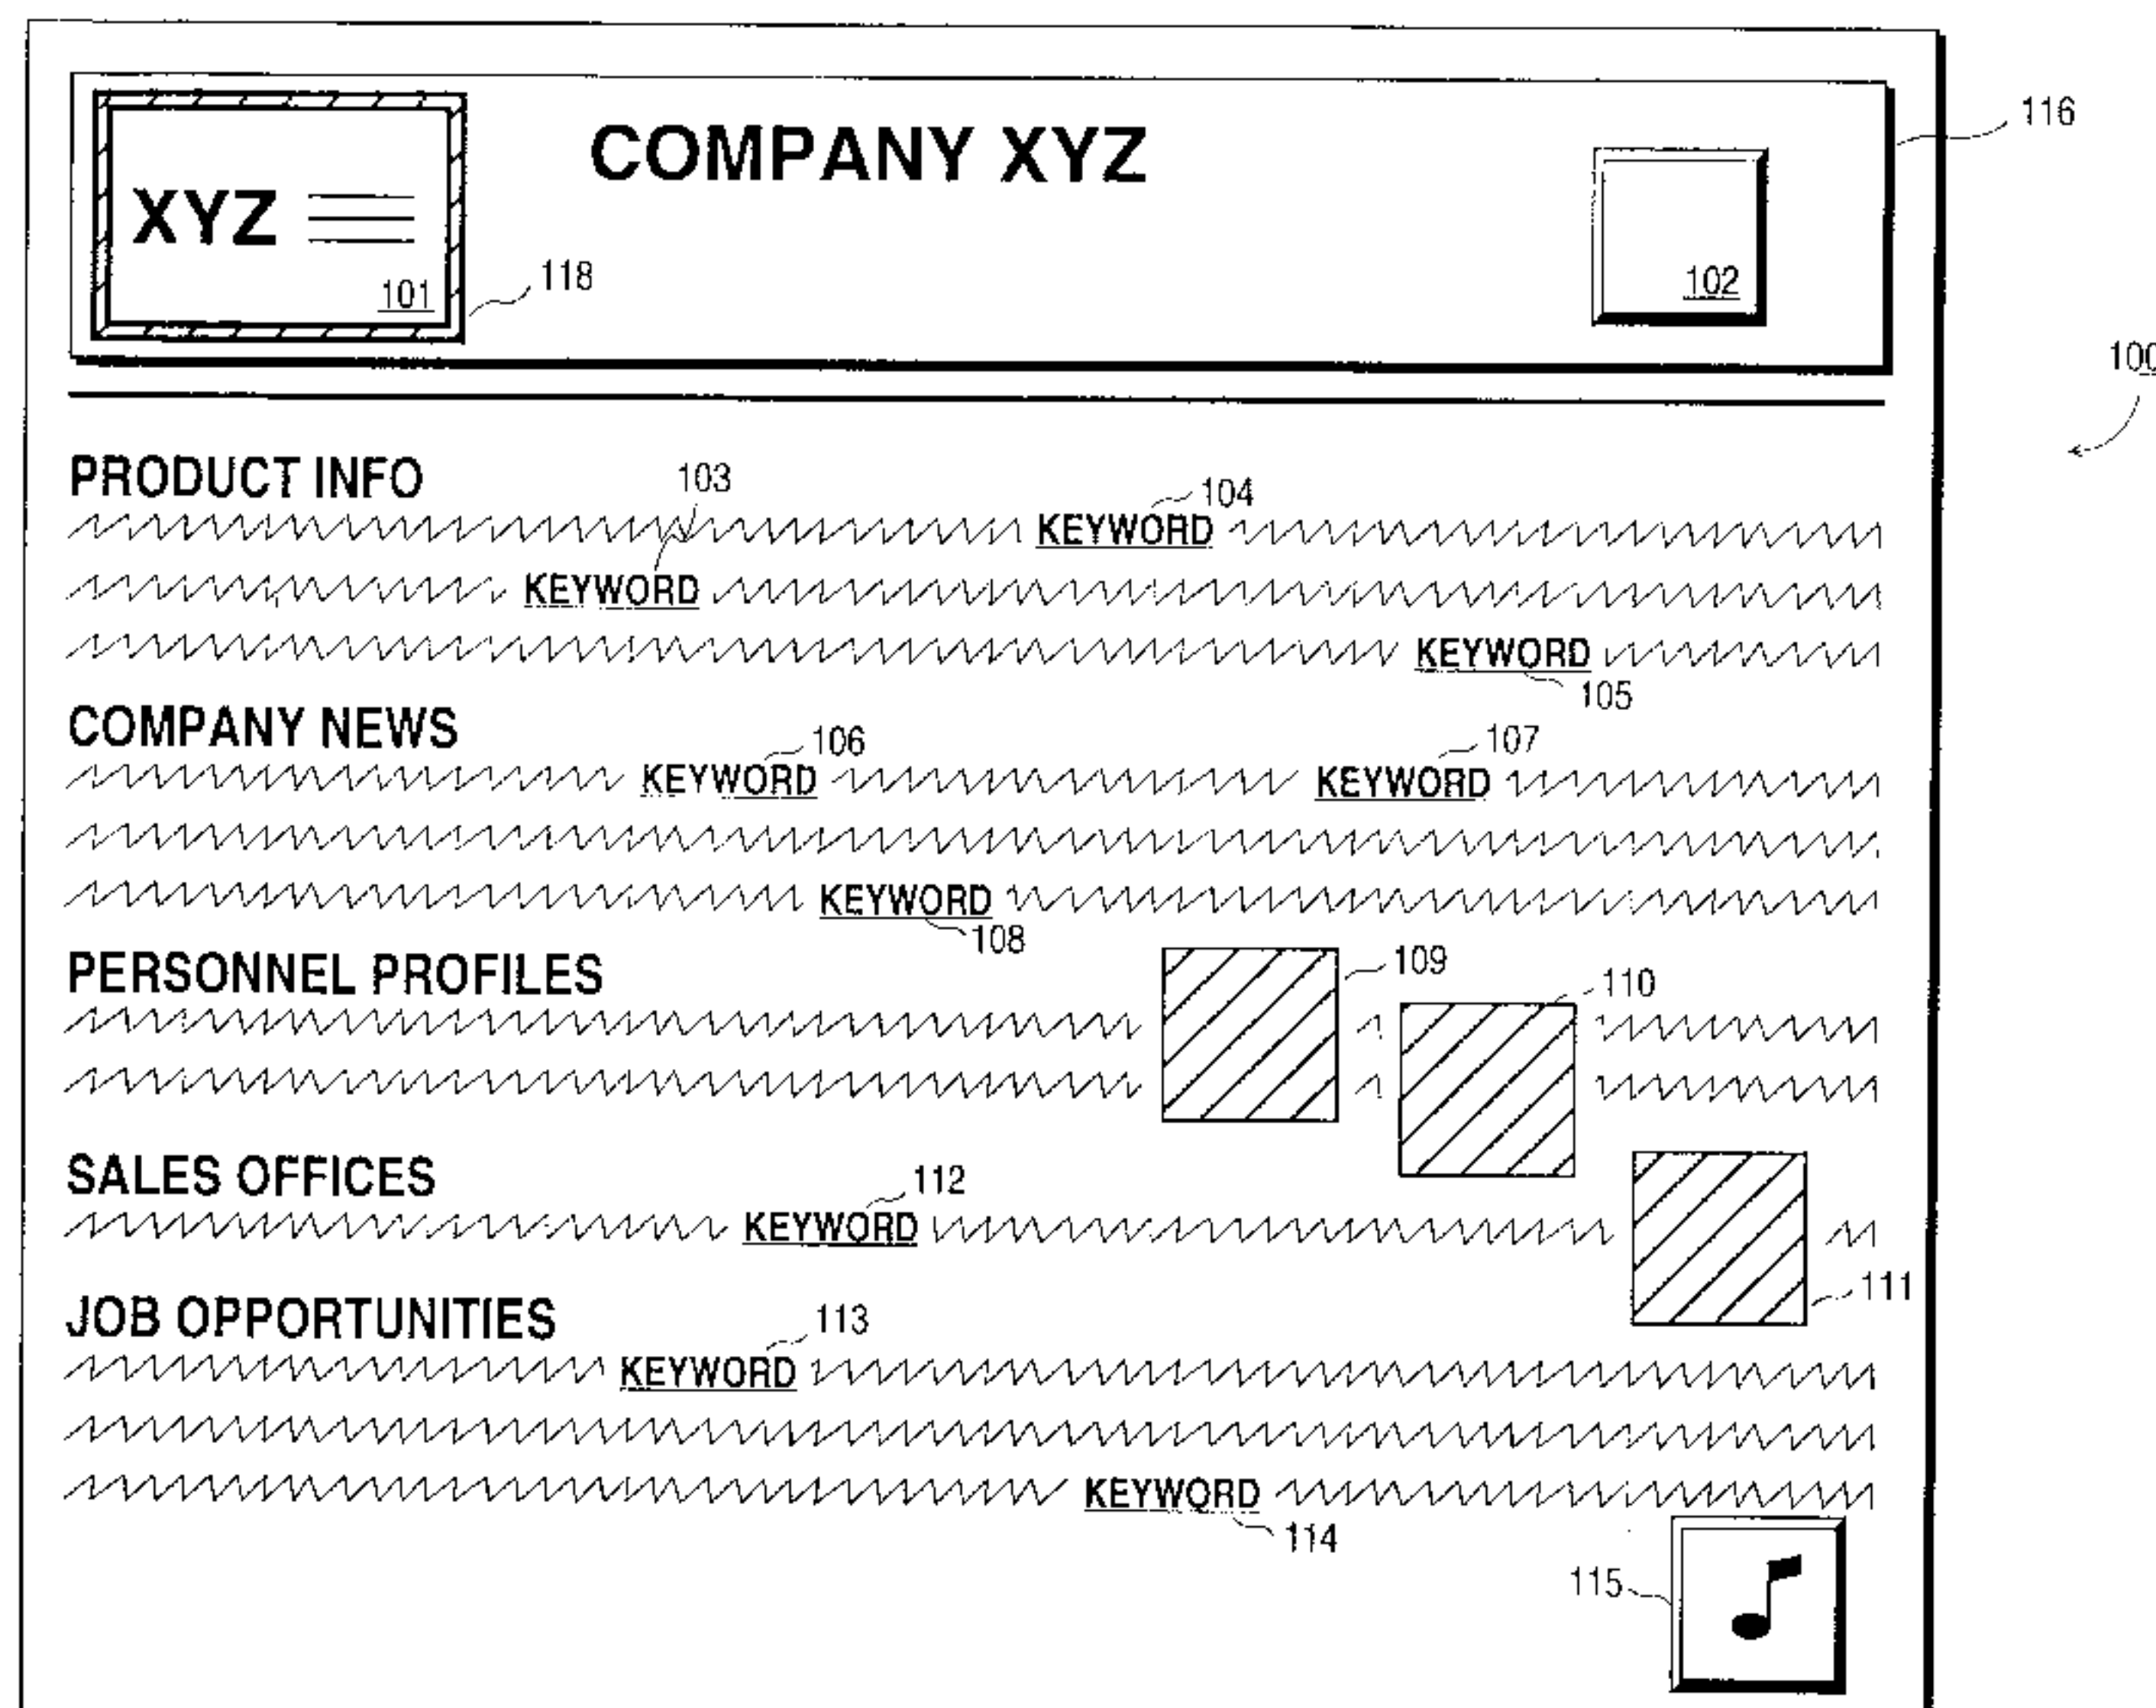 COMPANY XYZ
116
XYZ
101
118
102
100
PRODUCT INFO
103
104
KEYWORD
KEYWORD
KEYWORD
105
COMPANY NEWS
106
107
KEYWORD KEYWORD
KEYWORD
108
PERSONNEL PROFILES
109
110
SALES OFFICES
112
KEYWORD
111
JOB OPPORTUNITIES
113
KEYWORD
KEYWORD
114
115